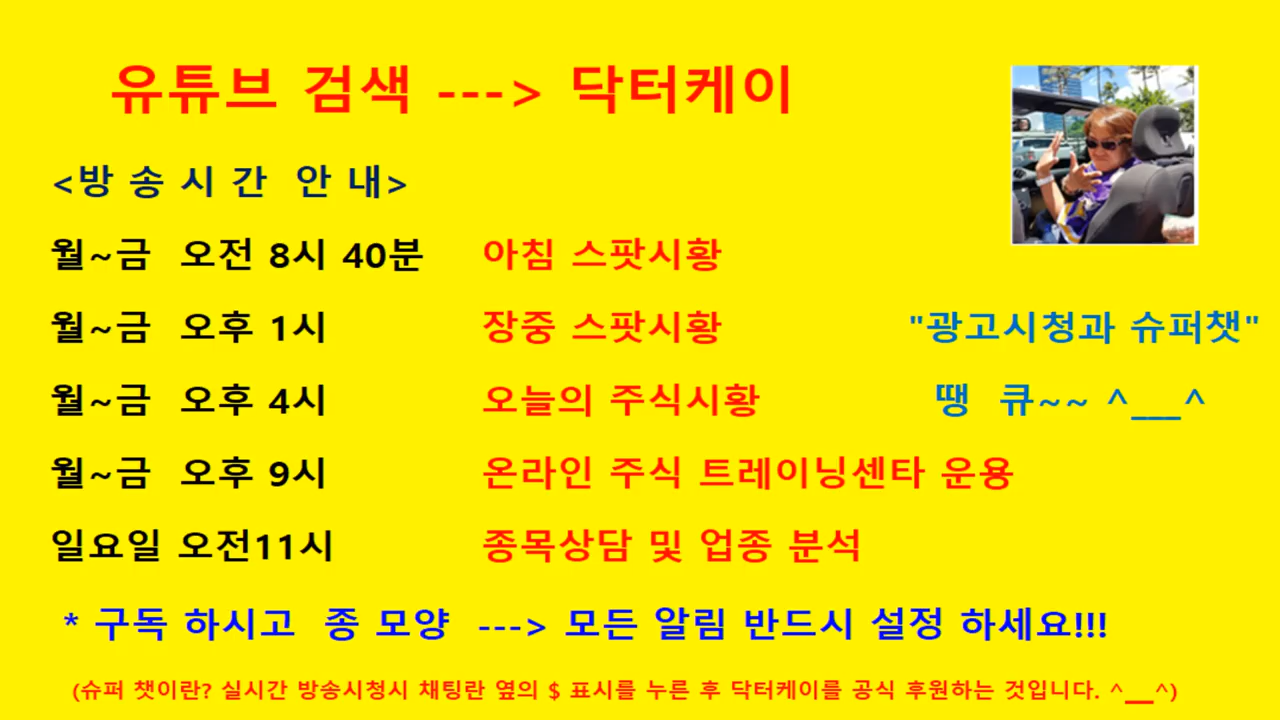 유튜브 검색 ---> 닥터케이
<방 송 시 간 안 내>
월~금 오전 8시 40분 아침 스팟시황
월~금 오후 1시 장중 스팟시황 "광고시청과 슈퍼챗"
월~금 오후 4시 오늘의 주식시황 땡 큐~~ ^___^
월~금 오후 9시 온라인 주식 트레이닝센타 운용
일요일 오전11시 종목상담 및 업종 분석
* 구독 하시고 종 모양 ---> 모든 알림 반드시 설정 하세요!!!
(슈퍼 챗이란? 실시간 방송시청시 채팅란 옆의 $ 표시를 누른 후 닥터케이를 공식 후원하는 것입니다. ^__^)